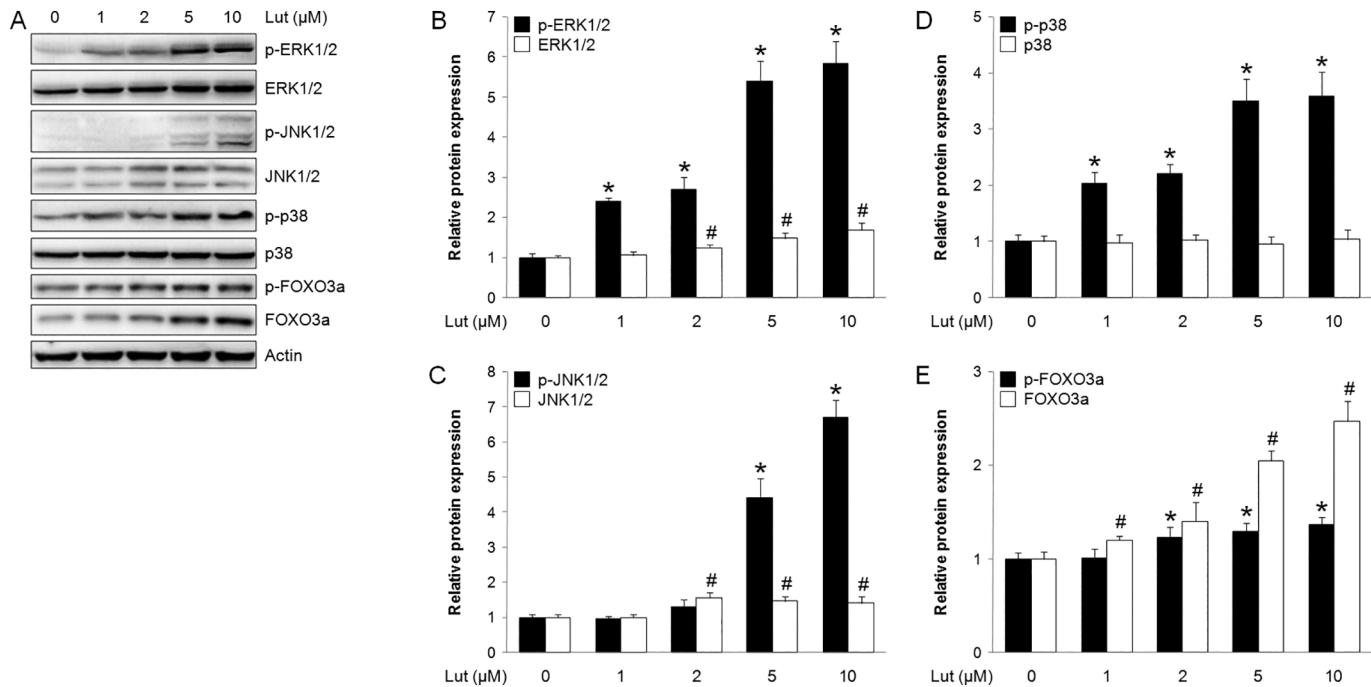 A
0 1 2 5 10 Lut (µM)
p-ERK1/2
ERK1/2
p-JNK1/2
JNK1/2
p-p38
p38
p-FOXO3a
FOXO3a
Actin
B
Relative protein expression
7
6
5
4
3
2
1
0
p-ERK1/2
ERK1/2
* * # * # * #
Lut (µM) 0 1 2 5 10
D
Relative protein expression
5
4
3
2
1
0
p-p38
p38
* * * *
Lut (µM) 0 1 2 5 10
C
Relative protein expression
8
7
6
5
4
3
2
1
0
p-JNK1/2
JNK1/2
# * # * #
Lut (µM) 0 1 2 5 10
E
Relative protein expression
3
2
1
0
p-FOXO3a
FOXO3a
# * # * # * #
Lut (µM) 0 1 2 5 10